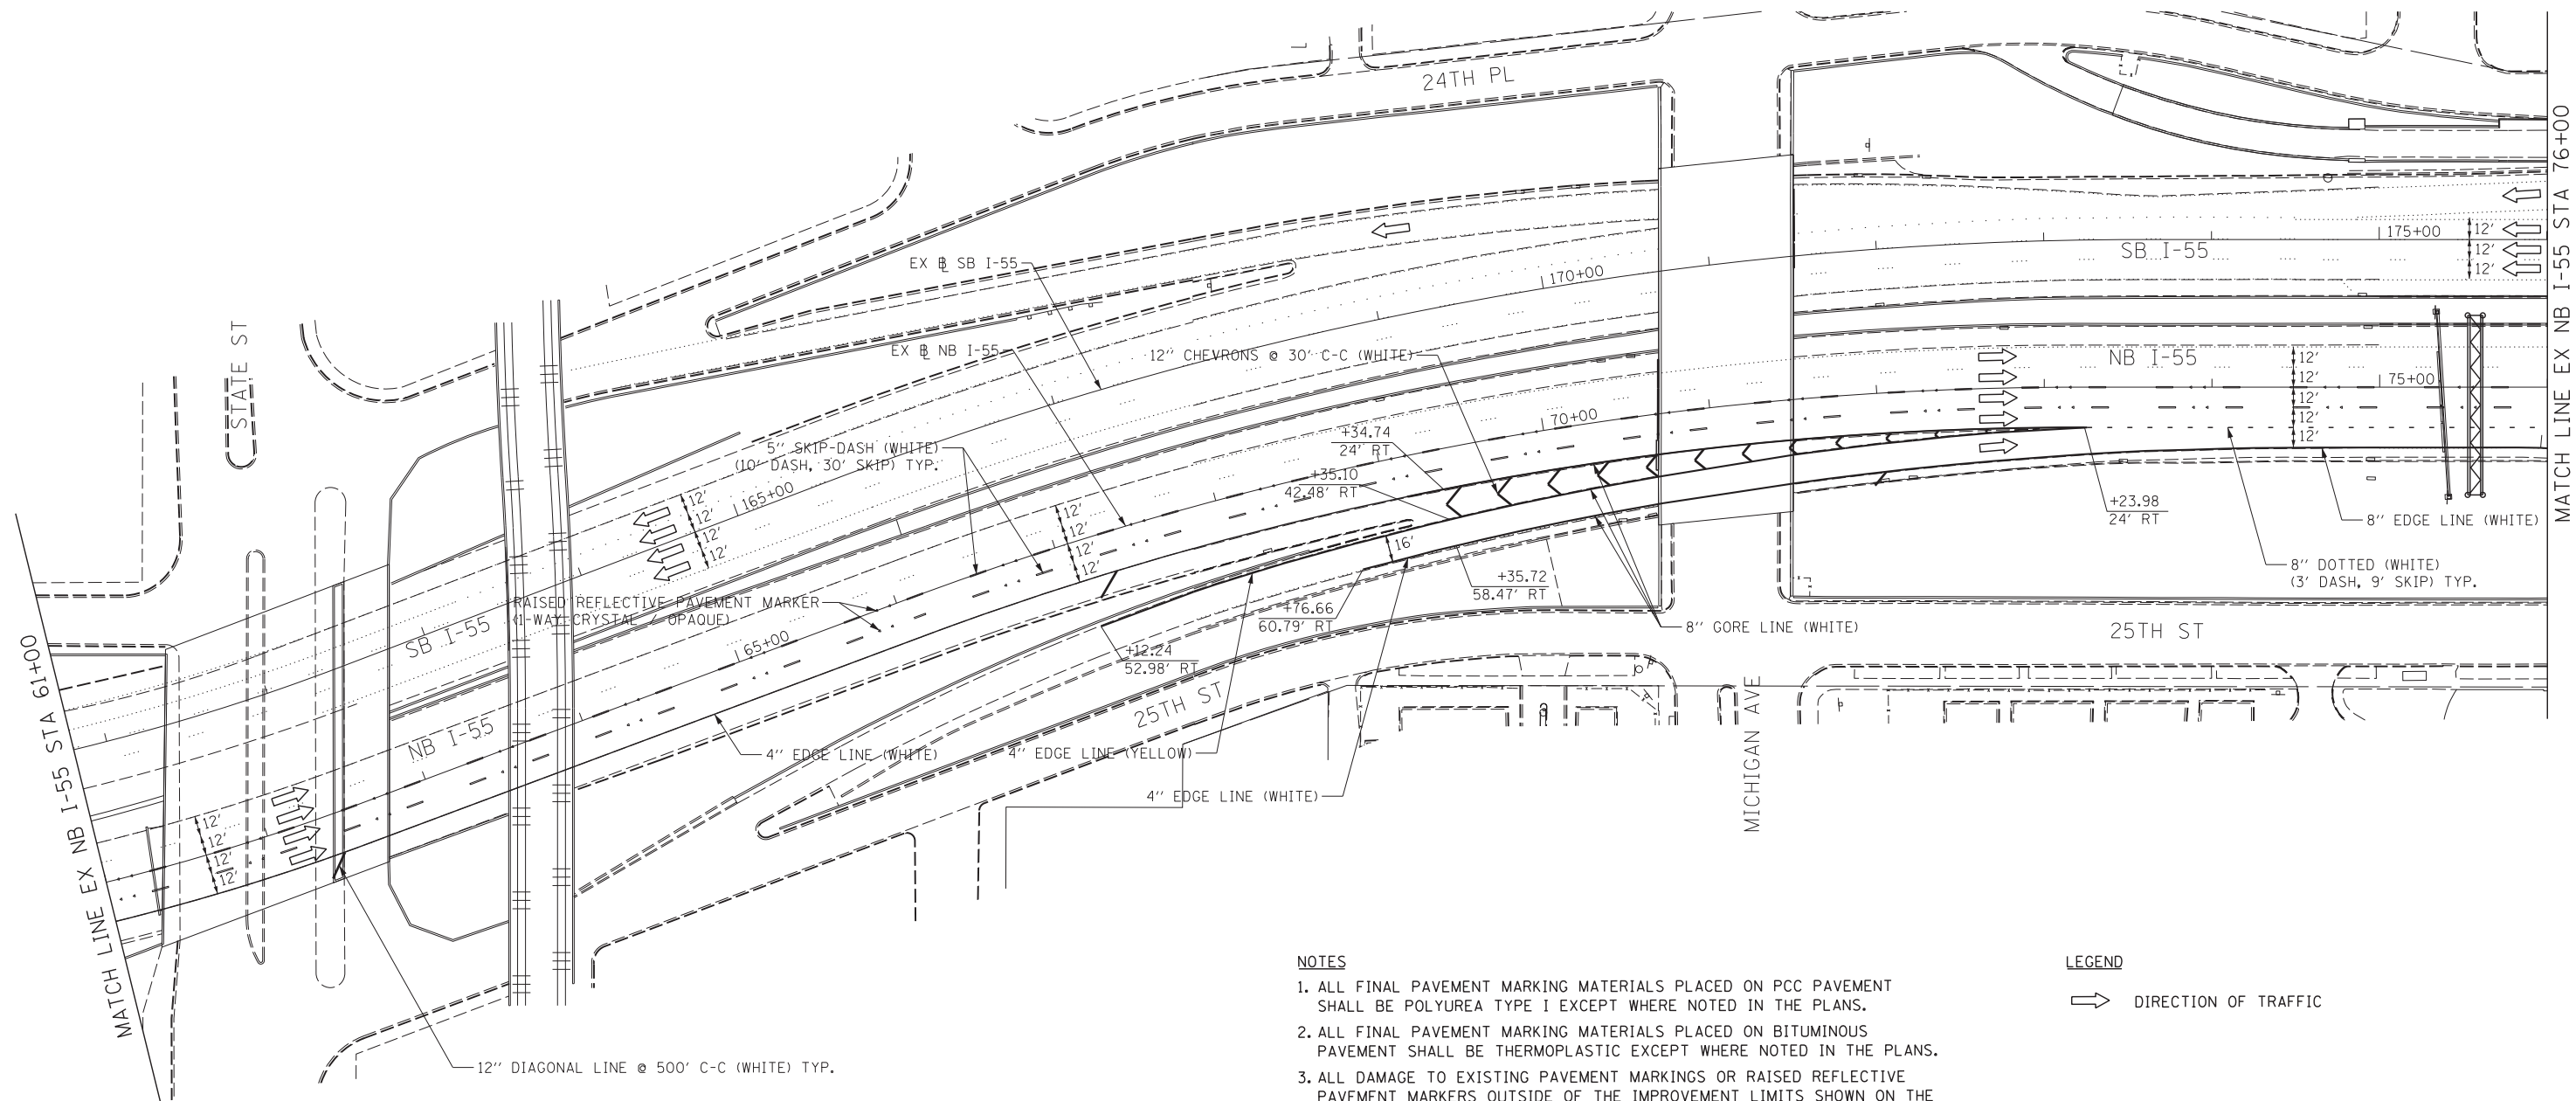 24TH PL
MATCH LINE EX NB I-55 STA 76+00
175+00
12'
12'
12'
SB I-55
EX ℄ SB I-55
170+00
STATE ST
EX ℄ NB I-55
12" CHEVRONS @ 30' C-C (WHITE)
NB I-55
12'
12'
12'
12'
12'
75+00
70+00
+34.74
24' RT
5" SKIP-DASH (WHITE)
(10' DASH, 30' SKIP) TYP.
+35.10
42.48' RT
165+00
12'
12'
12'
12'
12'
12'
12'
12'
+23.98
24' RT
8" EDGE LINE (WHITE)
16'
8" DOTTED (WHITE)
(3' DASH, 9' SKIP) TYP.
+35.72
58.47' RT
RAISED REFLECTIVE PAVEMENT MARKER
(1-WAY CRYSTAL / OPAQUE)
+76.66
60.79' RT
8" GORE LINE (WHITE)
25TH ST
SB I-55
65+00
+12.24
52.98' RT
25TH ST
MATCH LINE EX NB I-55 STA 61+00
NB I-55
4" EDGE LINE (WHITE)
4" EDGE LINE (YELLOW)
4" EDGE LINE (WHITE)
MICHIGAN AVE
12'
12'
12'
12'
12" DIAGONAL LINE @ 500' C-C (WHITE) TYP.
NOTES
1. ALL FINAL PAVEMENT MARKING MATERIALS PLACED ON PCC PAVEMENT
SHALL BE POLYUREA TYPE I EXCEPT WHERE NOTED IN THE PLANS.
2. ALL FINAL PAVEMENT MARKING MATERIALS PLACED ON BITUMINOUS
PAVEMENT SHALL BE THERMOPLASTIC EXCEPT WHERE NOTED IN THE PLANS.
3. ALL DAMAGE TO EXISTING PAVEMENT MARKINGS OR RAISED REFLECTIVE
PAVEMENT MARKERS OUTSIDE OF THE IMPROVEMENT LIMITS SHOWN ON THE
LEGEND
DIRECTION OF TRAFFIC